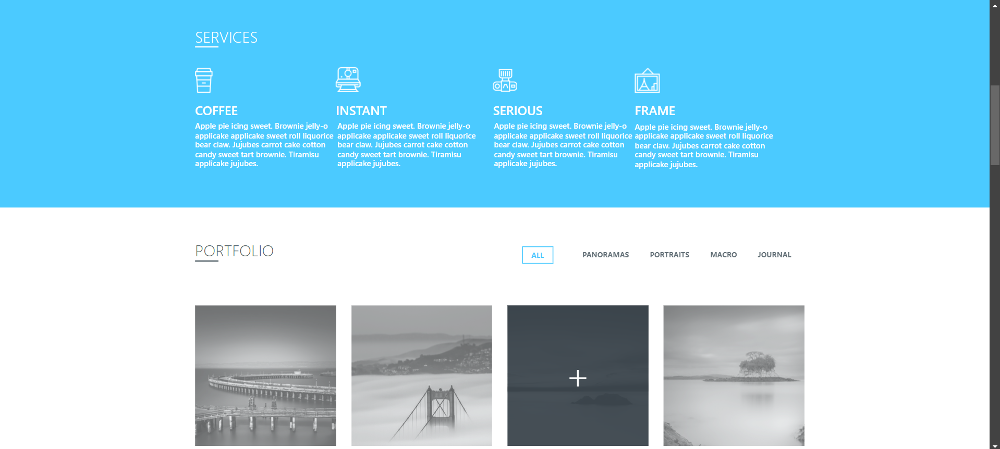 SERVICES
COFFEE
Apple pie icing sweet. Brownie jelly-o
applicake applicake sweet roll liquorice
bear claw. Jujubes carrot cake cotton
candy sweet tart brownie. Tiramisu
applicake jujubes.
INSTANT
Apple pie icing sweet. Brownie jelly-o
applicake applicake sweet roll liquorice
bear claw. Jujubes carrot cake cotton
candy sweet tart brownie. Tiramisu
applicake jujubes.
SERIOUS
Apple pie icing sweet. Brownie jelly-o
applicake applicake sweet roll liquorice
bear claw. Jujubes carrot cake cotton
candy sweet tart brownie. Tiramisu
applicake jujubes.
FRAME
Apple pie icing sweet. Brownie jelly-o
applicake applicake sweet roll liquorice
bear claw. Jujubes carrot cake cotton
candy sweet tart brownie. Tiramisu
applicake jujubes.
PORTFOLIO
ALL PANORAMAS PORTRAITS MACRO JOURNAL